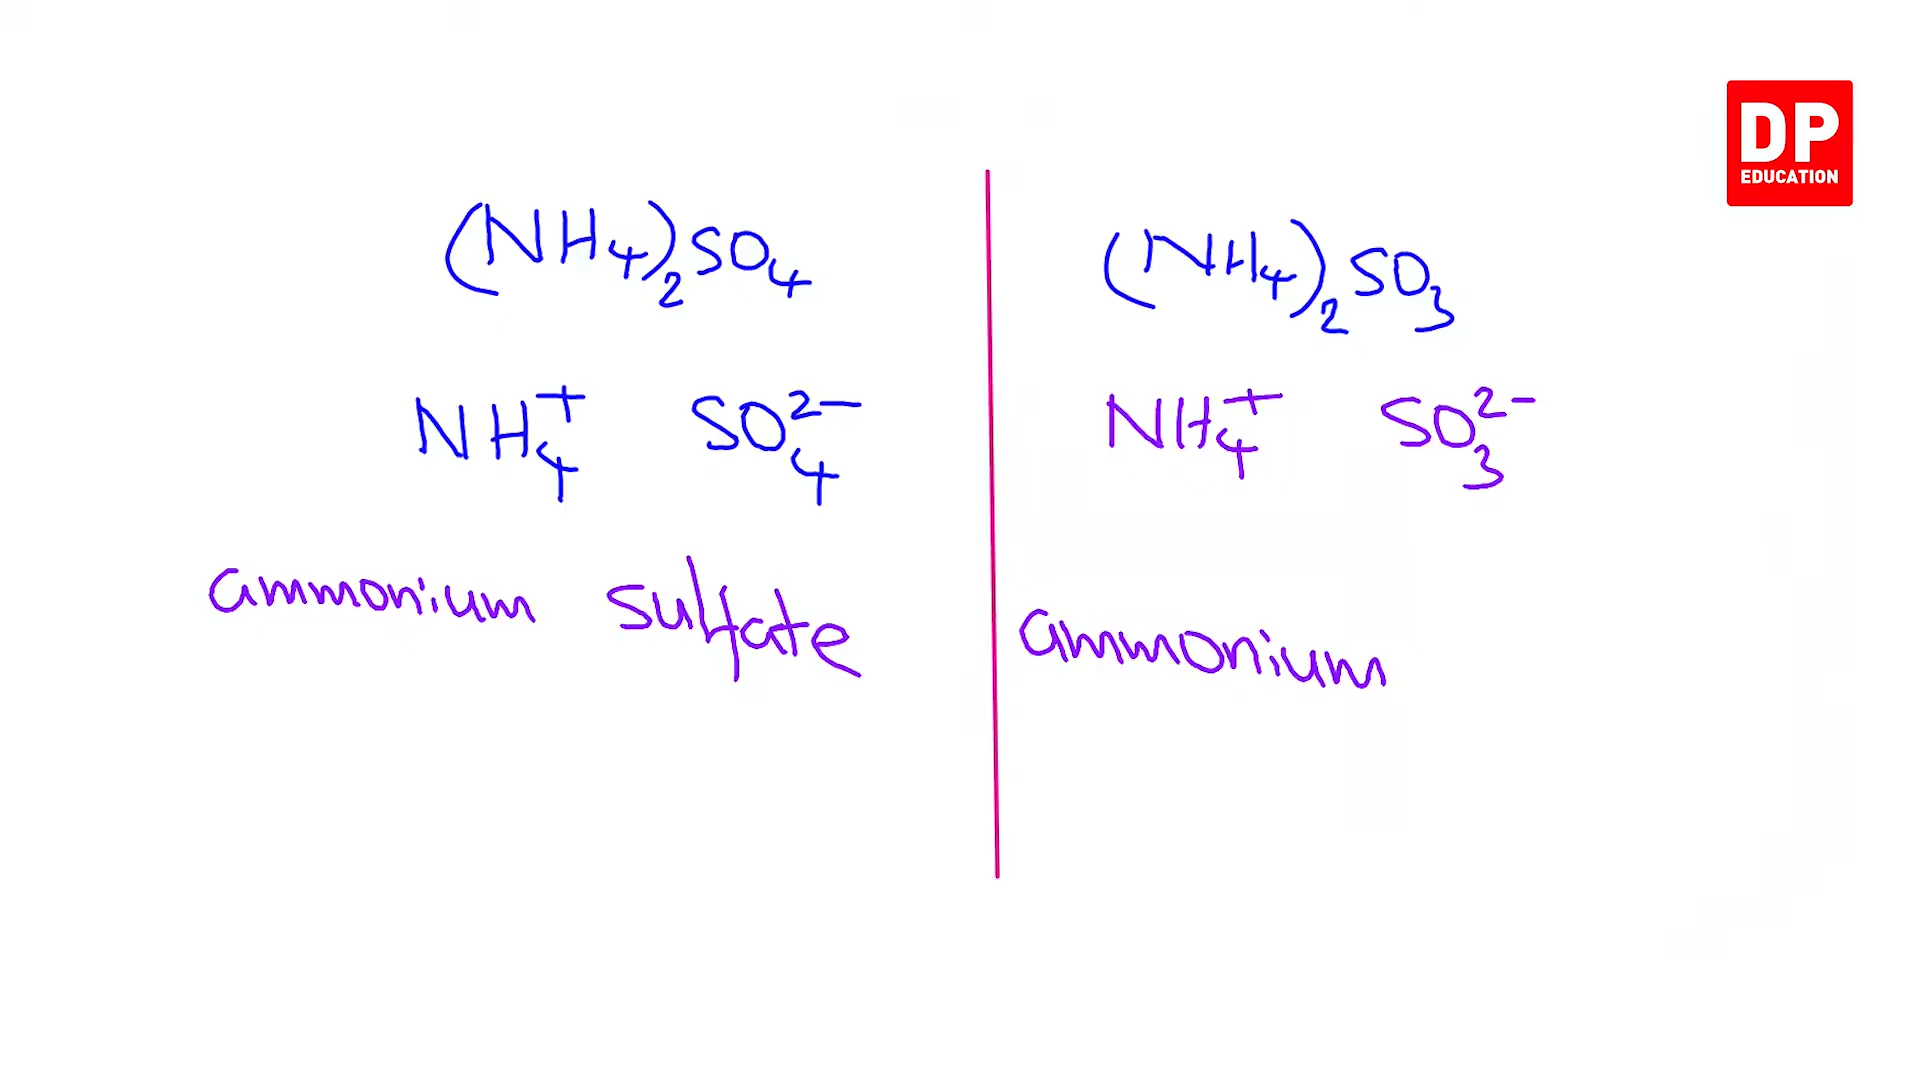 DP
EDUCATION
(NH₄)₂SO₄
NH₄⁺ SO₄²⁻
ammonium sulfate
(NH₄)₂SO₃
NH₄⁺ SO₃²⁻
ammonium